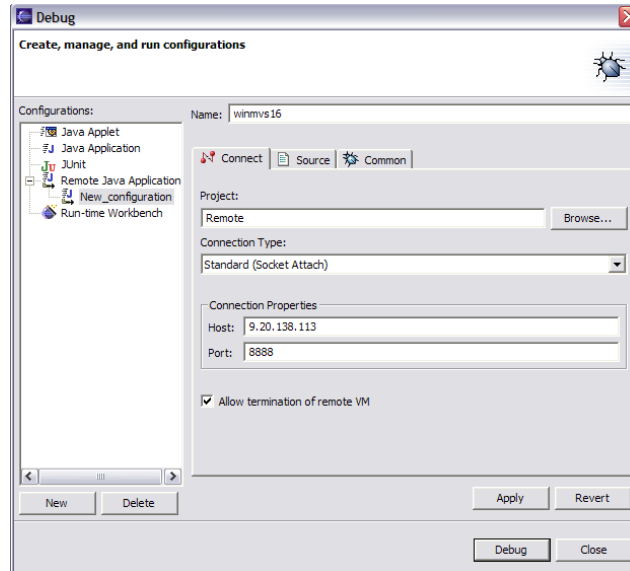 Debug
Create, manage, and run configurations
Configurations:
Java Applet
Java Application
JUnit
Remote Java Application
New_configuration
Run-time Workbench
New
Delete
Name: winmvs16
Connect Source Common
Project:
Remote
Browse...
Connection Type:
Standard (Socket Attach)
Connection Properties
Host: 9.20.138.113
Port: 8888
Allow termination of remote VM
Apply
Revert
Debug
Close